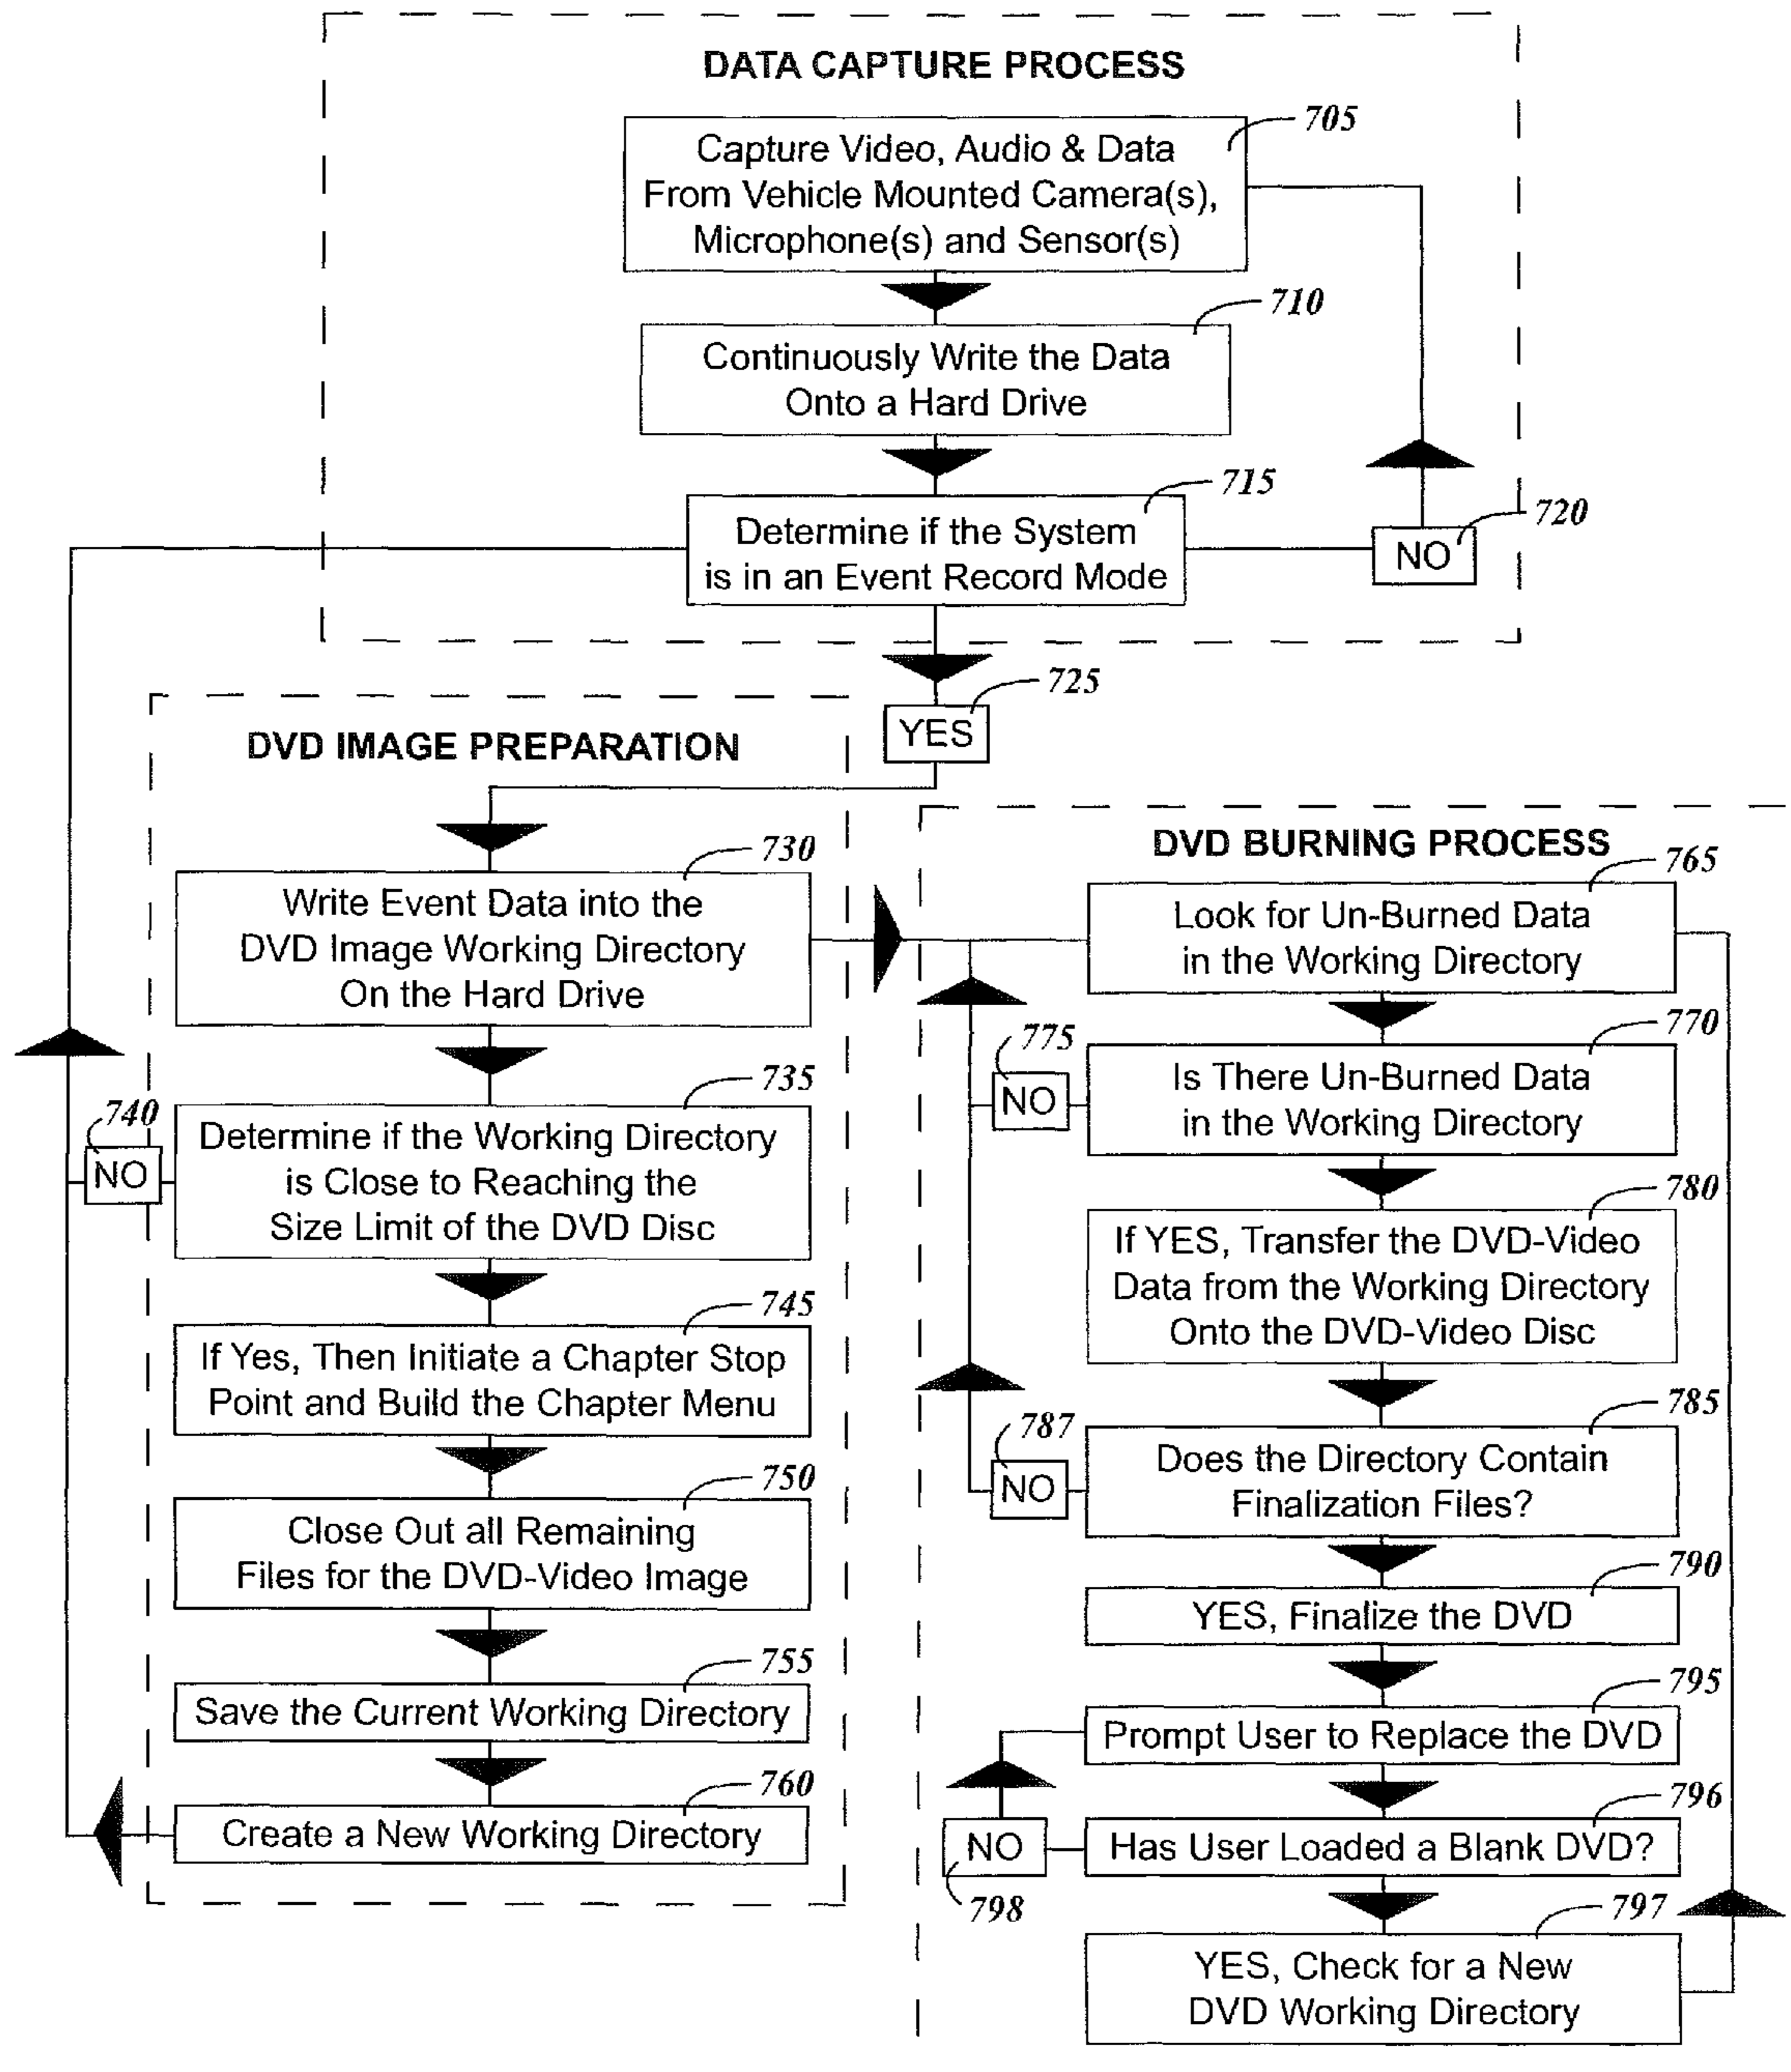 DATA CAPTURE PROCESS
705
Capture Video, Audio & Data
From Vehicle Mounted Camera(s),
Microphone(s) and Sensor(s)
710
Continuously Write the Data
Onto a Hard Drive
715
Determine if the System
is in an Event Record Mode
720
NO
725
YES
DVD IMAGE PREPARATION
730
Write Event Data into the
DVD Image Working Directory
On the Hard Drive
735
Determine if the Working Directory
is Close to Reaching the
Size Limit of the DVD Disc
740
NO
745
If Yes, Then Initiate a Chapter Stop
Point and Build the Chapter Menu
750
Close Out all Remaining
Files for the DVD-Video Image
755
Save the Current Working Directory
760
Create a New Working Directory
DVD BURNING PROCESS
765
Look for Un-Burned Data
in the Working Directory
770
Is There Un-Burned Data
in the Working Directory
775
NO
780
If YES, Transfer the DVD-Video
Data from the Working Directory
Onto the DVD-Video Disc
785
Does the Directory Contain
Finalization Files?
787
NO
790
YES, Finalize the DVD
795
Prompt User to Replace the DVD
796
Has User Loaded a Blank DVD?
NO
798
797
YES, Check for a New
DVD Working Directory